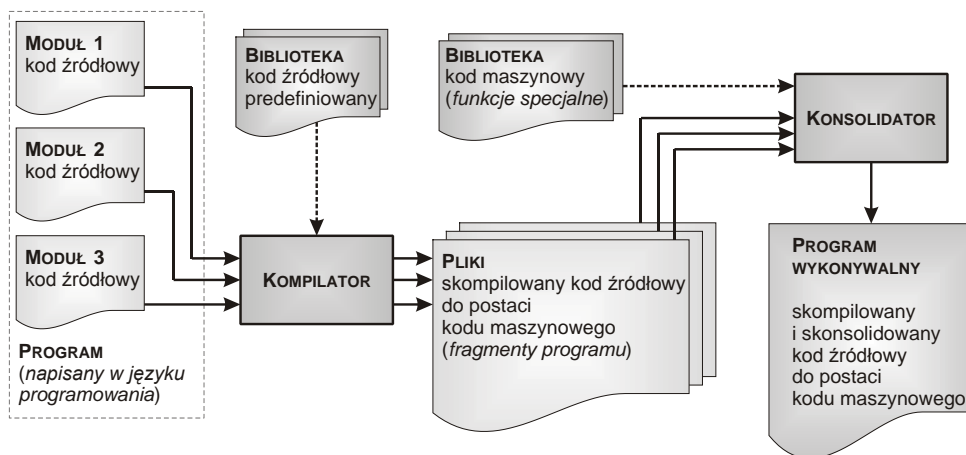 MODUŁ 1
kod źródłowy
MODUŁ 2
kod źródłowy
MODUŁ 3
kod źródłowy
PROGRAM
(napisany w języku
programowania)
BIBLIOTEKA
kod źródłowy
predefiniowany
KOMPILATOR
BIBLIOTEKA
kod maszynowy
(funkcje specjalne)
PLIKI
skompilowany kod źródłowy
do postaci
kodu maszynowego
(fragmenty programu)
KONSOLIDATOR
PROGRAM
WYKONYWALNY
skompilowany
i skonsolidowany
kod źródłowy
do postaci
kodu maszynowego